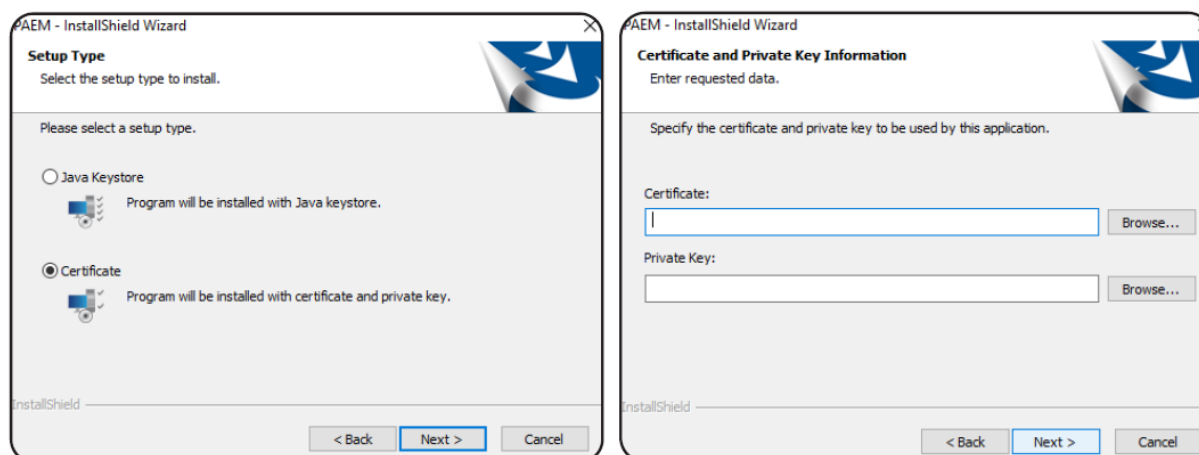 PAEM - InstallShield Wizard
Setup Type
Select the setup type to install.
Please select a setup type.
Java Keystore
Program will be installed with Java keystore.
Certificate
Program will be installed with certificate and private key.
InstallShield
< Back
Next >
Cancel
PAEM - InstallShield Wizard
Certificate and Private Key Information
Enter requested data.
Specify the certificate and private key to be used by this application.
Certificate:
Browse...
Private Key:
Browse...
InstallShield
< Back
Next >
Cancel